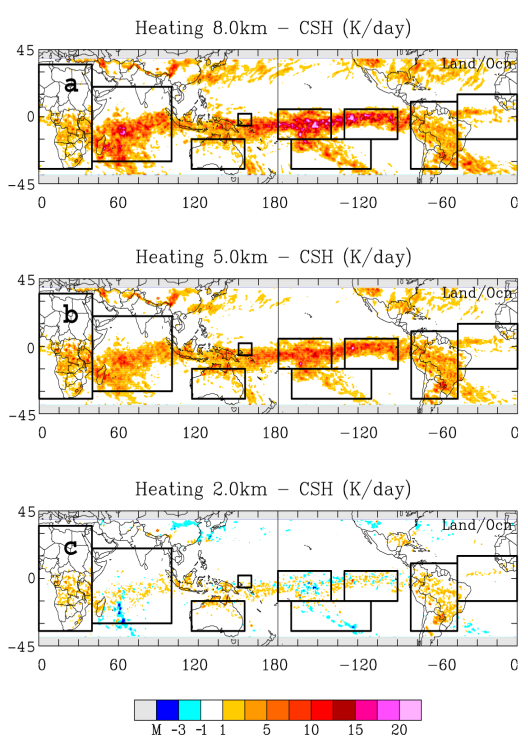 Heating 8.0km − CSH (K/day)
45
0
−45
a
Land/Ocn
0 60 120 180 −120 −60 0
Heating 5.0km − CSH (K/day)
45
0
−45
b
Land/Ocn
0 60 120 180 −120 −60 0
Heating 2.0km − CSH (K/day)
45
0
−45
c
Land/Ocn
0 60 120 180 −120 −60 0
M −3 −1 1 5 10 15 20